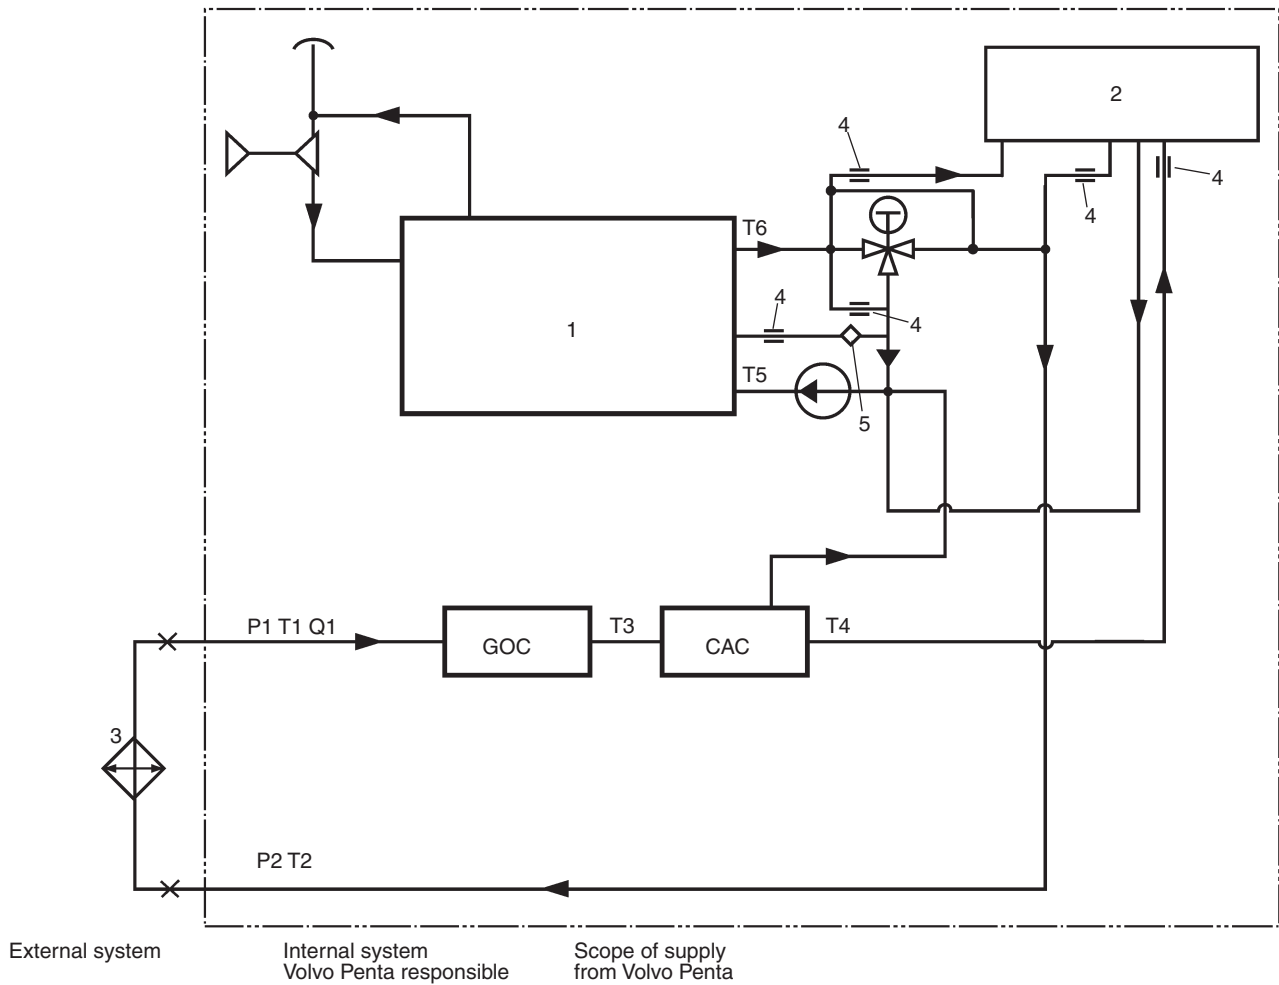 2
4
4
4
T6
4
4
1
T5
5
P1 T1 Q1
T3
T4
GOC
CAC
3
P2 T2
External system
Internal system
Volvo Penta responsible
Scope of supply
from Volvo Penta